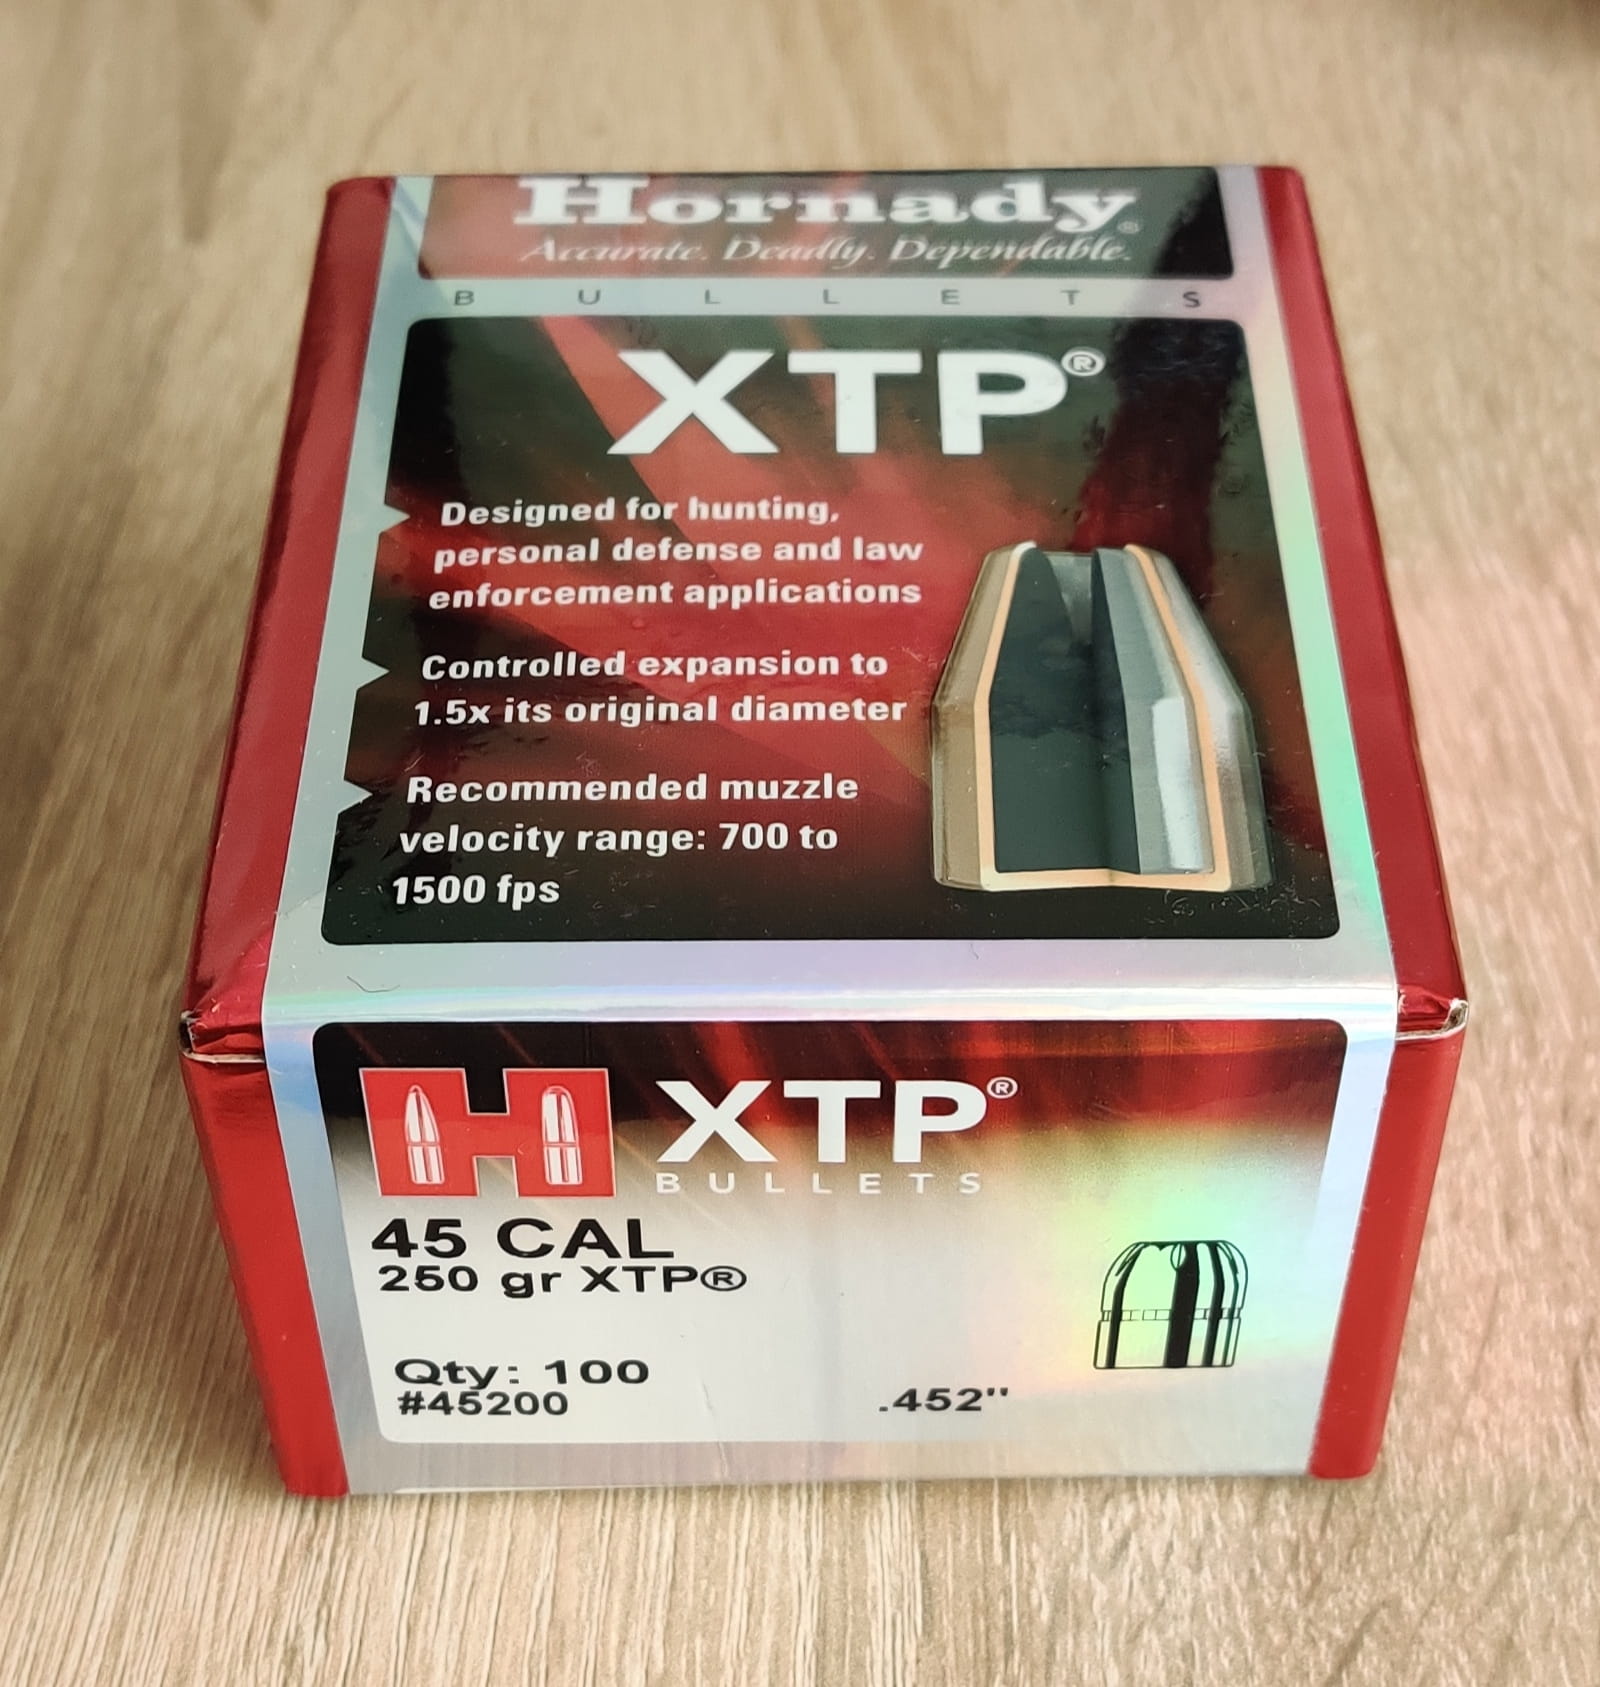 Hornady®
Accurate. Deadly. Dependable.
BULLETS
XTP®
Designed for hunting,
personal defense and law
enforcement applications
Controlled expansion to
1.5x its original diameter
Recommended muzzle
velocity range: 700 to
1500 fps
H XTP®
BULLETS
45 CAL
250 gr XTP®
Qty: 100
#45200 .452"